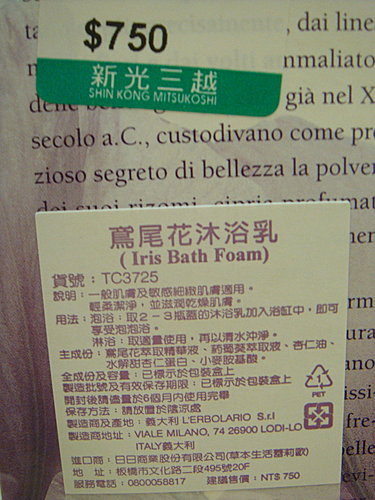 $750
新光三越
SHIN KONG MITSUKOSHI
, dai line
mmaliato
già nel X
secolo a.C., custodivano come pr
zioso segreto di bellezza la polver
dei suoi rizomi, cipria profumat
鳶尾花沐浴乳
( Iris Bath Foam)
貨號：TC3725
說明：一般肌膚及敏感細緻肌膚適用。
輕柔潔淨，並滋潤乾燥肌膚。
用法：泡浴：取2－3瓶蓋的沐浴乳加入浴缸中，即可
享受泡泡浴。
淋浴：取適量使用，再以清水沖淨。
主成份：鳶尾花萃取精華液、葯蜀葵萃取液、杏仁油、
水解甜杏仁蛋白、小麥胺基酸。
全成份及容量：已標示於包裝盒上
製造批號及有效保存期限：已標示於包裝盒上
開封後請儘量於6個月內使用完畢
保存方法：請放置於陰涼處
製造商及產地：義大利 L'ERBOLARIO S.r.l
製造商地址：VIALE MILANO, 74 26900 LODI-LO
ITALY義大利
進口商：日日商業股份有限公司(草本生活蕾莉歐)
地 址：板橋市文化路二段495號20F
服務電話：0800058817 建議售價：NT$ 750
1
PET